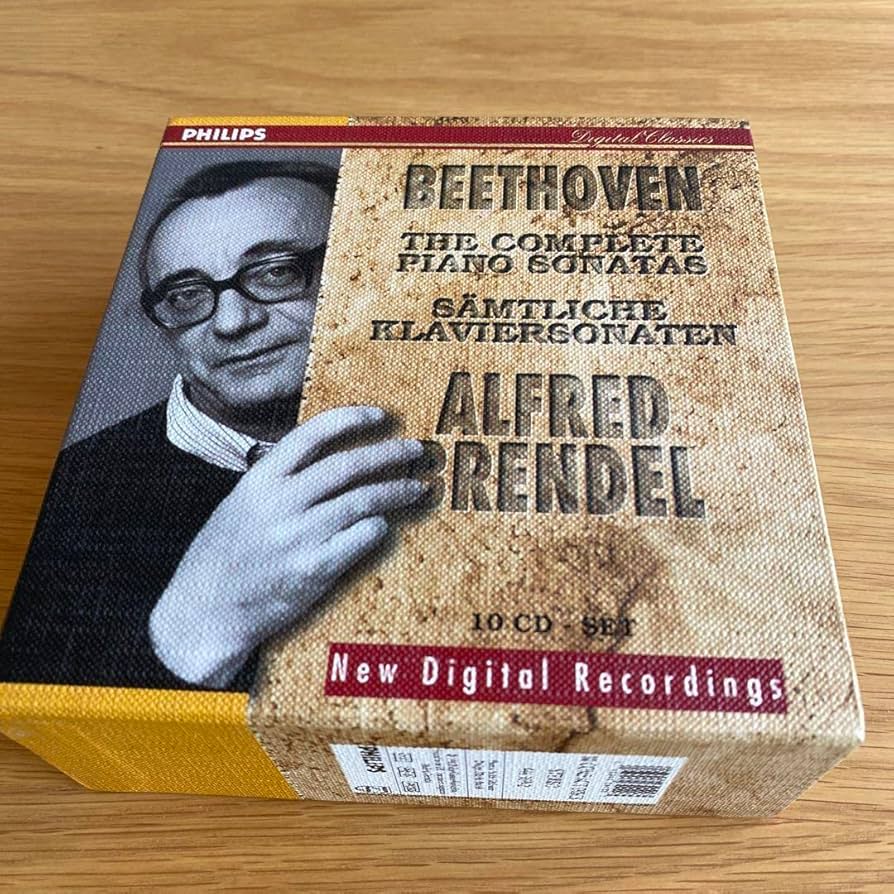 PHILIPS
Digital Classics
BEETHOVEN
THE COMPLETE
PIANO SONATAS
SÄMTLICHE
KLAVIERSONATEN
ALFRED
BRENDEL
10 CD - SET
New Digital Recordings